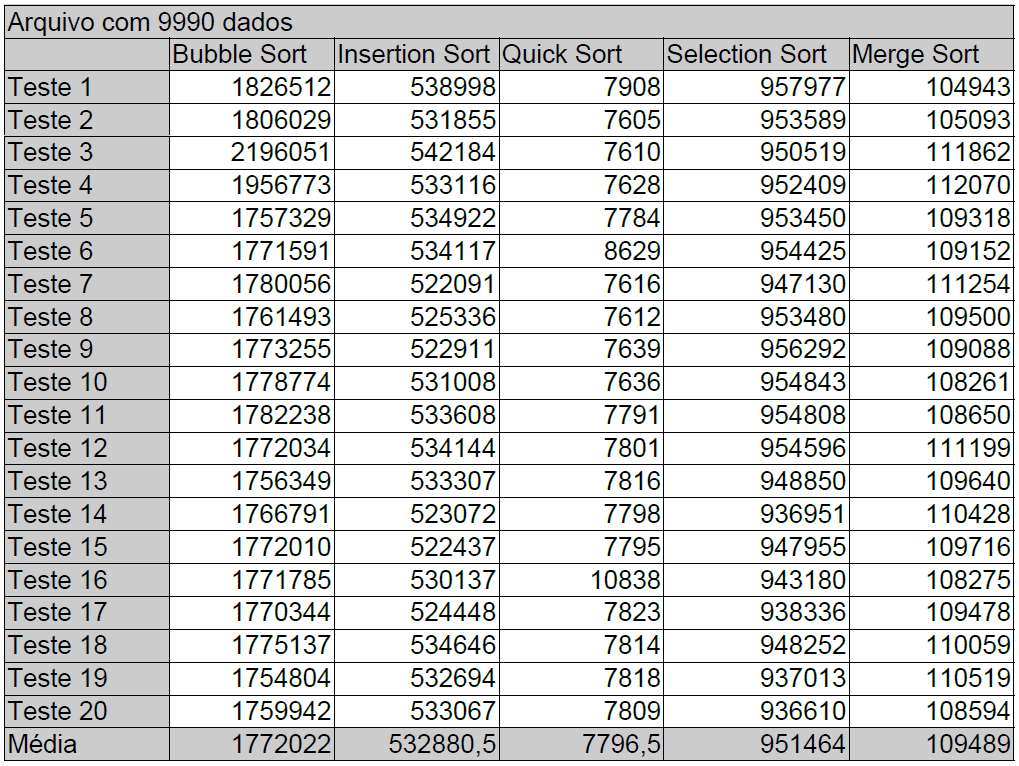 Arquivo com 9990 dados
Bubble Sort Insertion Sort Quick Sort Selection Sort Merge Sort
Teste 1 1826512 538998 7908 957977 104943
Teste 2 1806029 531855 7605 953589 105093
Teste 3 2196051 542184 7610 950519 111862
Teste 4 1956773 533116 7628 952409 112070
Teste 5 1757329 534922 7784 953450 109318
Teste 6 1771591 534117 8629 954425 109152
Teste 7 1780056 522091 7616 947130 111254
Teste 8 1761493 525336 7612 953480 109500
Teste 9 1773255 522911 7639 956292 109088
Teste 10 1778774 531008 7636 954843 108261
Teste 11 1782238 533608 7791 954808 108650
Teste 12 1772034 534144 7801 954596 111199
Teste 13 1756349 533307 7816 948850 109640
Teste 14 1766791 523072 7798 936951 110428
Teste 15 1772010 522437 7795 947955 109716
Teste 16 1771785 530137 10838 943180 108275
Teste 17 1770344 524448 7823 938336 109478
Teste 18 1775137 534646 7814 948252 110059
Teste 19 1754804 532694 7818 937013 110519
Teste 20 1759942 533067 7809 936610 108594
Média 1772022 532880,5 7796,5 951464 109489